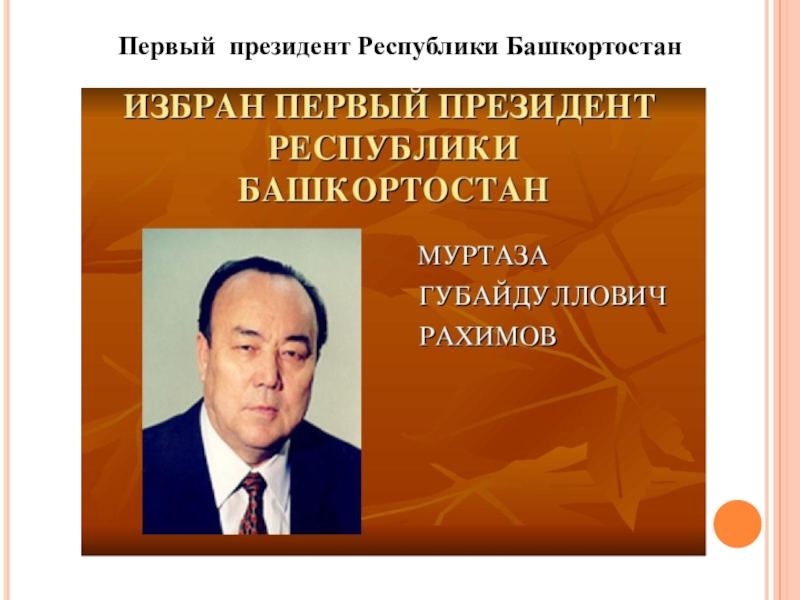 Первый президент Республики Башкортостан
ИЗБРАН ПЕРВЫЙ ПРЕЗИДЕНТ
РЕСПУБЛИКИ
БАШКОРТОСТАН
МУРТАЗА
ГУБАЙДУЛЛОВИЧ
РАХИМОВ